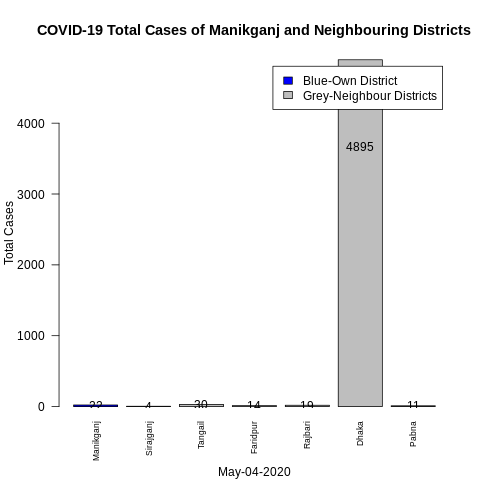 COVID-19 Total Cases of Manikganj and Neighbouring Districts
Blue-Own District
Grey-Neighbour Districts
Total Cases
4000
3000
2000
1000
0
4895
4
30
14
19
11
Manikganj
Sirajganj
Tangail
Faridpur
Rajbari
Dhaka
Pabna
May-04-2020